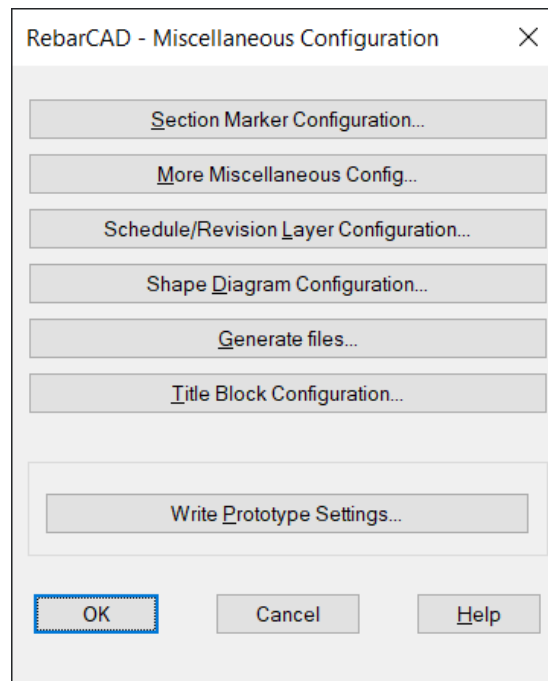 RebarCAD - Miscellaneous Configuration
Section Marker Configuration...
More Miscellaneous Config...
Schedule/Revision Layer Configuration...
Shape Diagram Configuration...
Generate files...
Title Block Configuration...
Write Prototype Settings...
OK Cancel Help